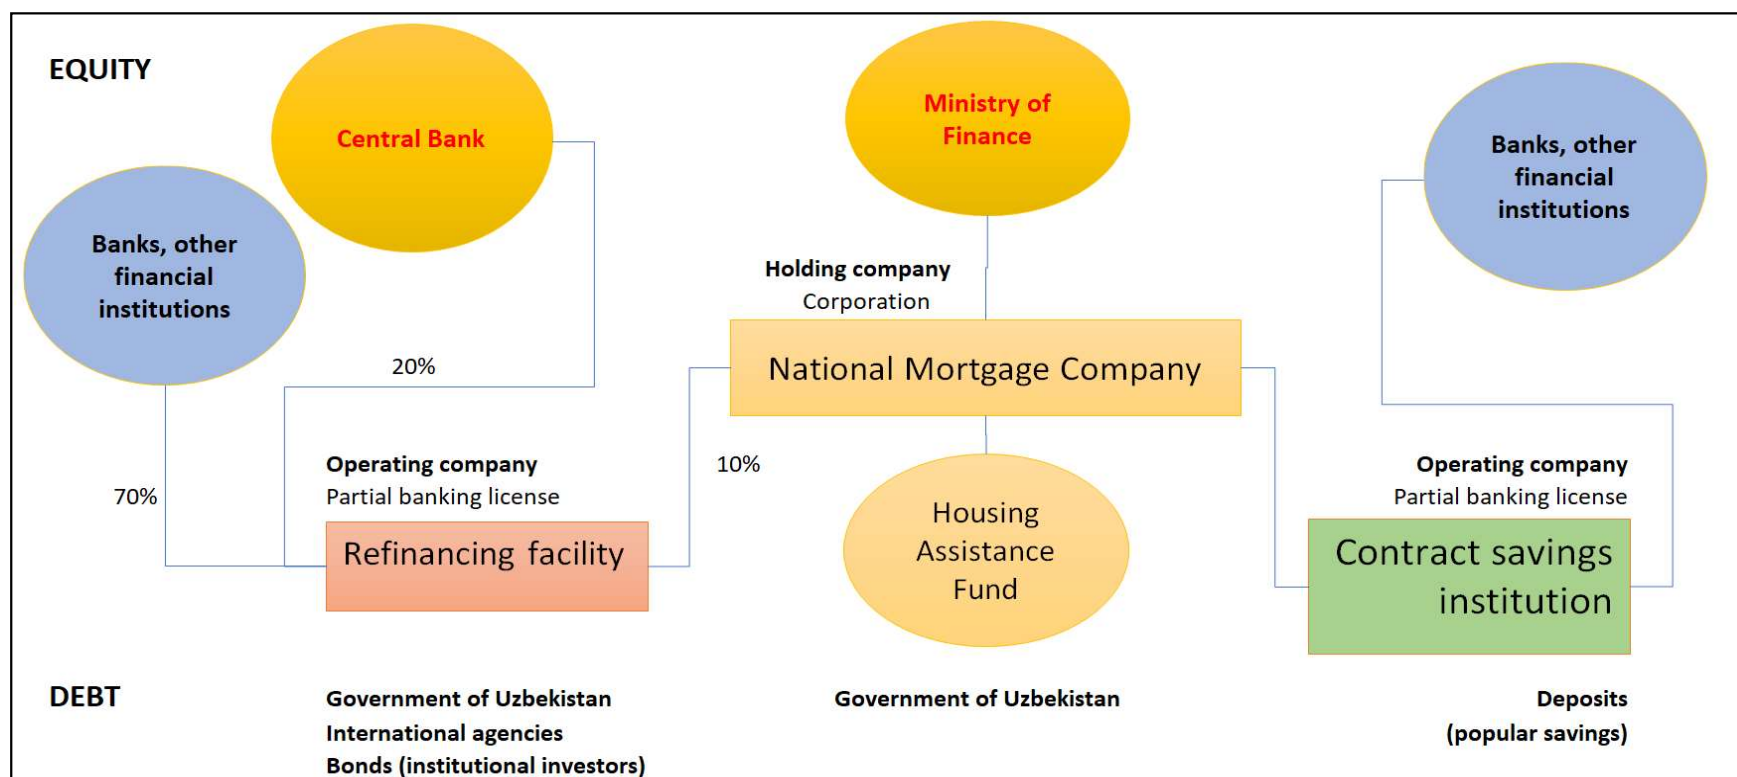 EQUITY
Central Bank
Ministry of
Finance
Banks, other
financial
institutions
Banks, other
financial
institutions
Holding company
Corporation
National Mortgage Company
20%
10%
70%
Operating company
Partial banking license
Refinancing facility
Housing
Assistance
Fund
Operating company
Partial banking license
Contract savings
institution
DEBT
Government of Uzbekistan
International agencies
Bonds (institutional investors)
Government of Uzbekistan
Deposits
(popular savings)